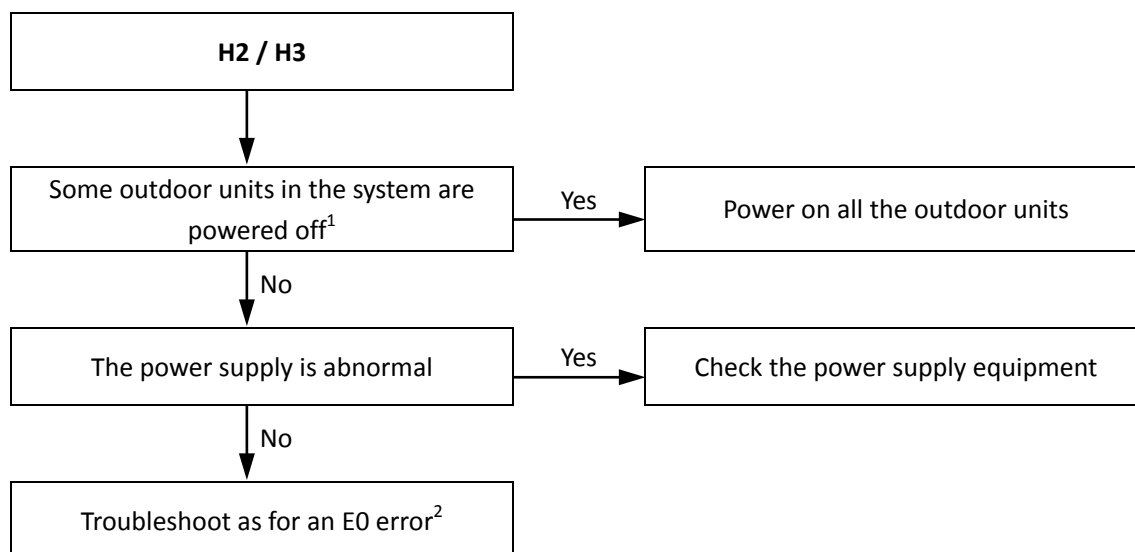 H2 / H3
Some outdoor units in the system are
powered off¹
Yes
Power on all the outdoor units
No
The power supply is abnormal
Yes
Check the power supply equipment
No
Troubleshoot as for an E0 error²